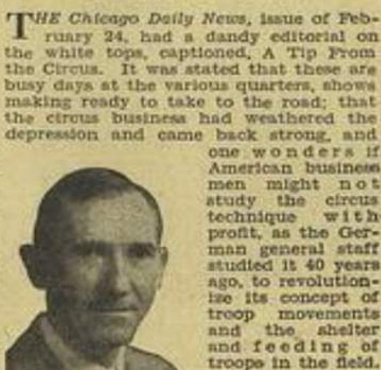 THE Chicago Daily News, issue of Feb-
ruary 24, had a dandy editorial on
the white tops, captioned, A Tip From
the Circus. It was stated that these are
busy days at the various quarters, shows
making ready to take to the road; that
the circus business had weathered the
depression and came back strong, and
one wonders if
American business
men might not
study the circus
technique with
profit, as the Ger-
man general staff
studied it 40 years
ago, to revolution-
ize its concept of
troop movements
and the shelter
and feeding of
troops in the field.